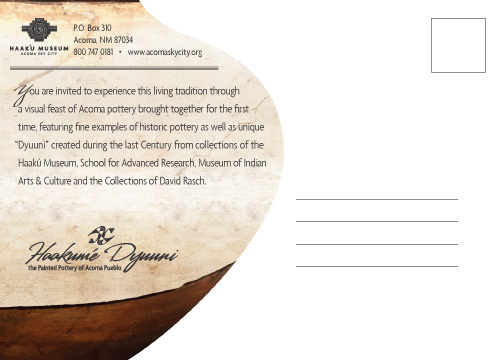 HAAKU MUSEUM
ACOMA SKY CITY
P.O. Box 310
Acoma, NM 87034
800 747 0181 • www.acomaskycity.org
You are invited to experience this living tradition through
a visual feast of Acoma pottery brought together for the first
time, featuring fine examples of historic pottery as well as unique
"Dyuuni" created during the last Century from collections of the
Haakú Museum, School for Advanced Research, Museum of Indian
Arts & Culture and the Collections of David Rasch.
Haakumé Dyuuni
the Painted Pottery of Acoma Pueblo